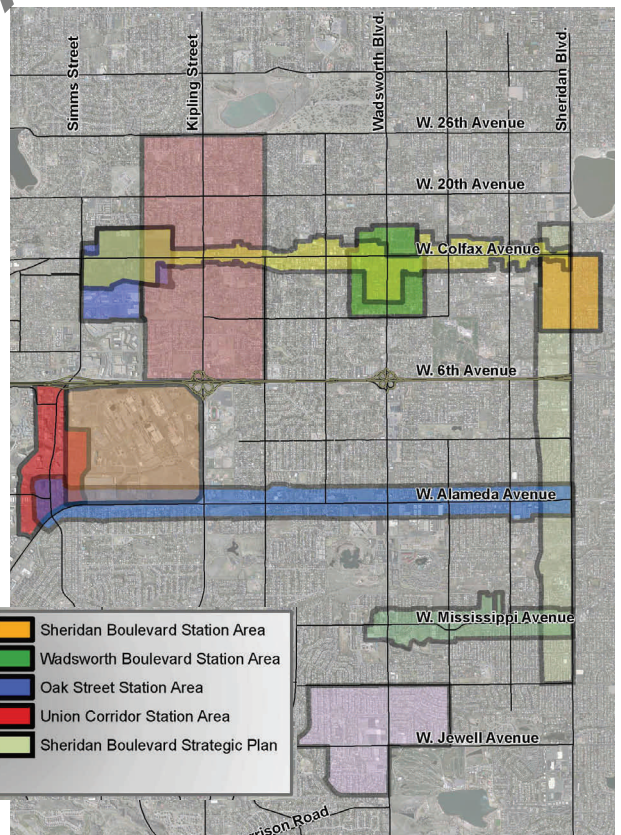 Simms Street
Kipling Street
Wadsworth Blvd.
Sheridan Blvd.
W. 26th Avenue
W. 20th Avenue
W. Colfax Avenue
W. 6th Avenue
W. Alameda Avenue
W. Mississippi Avenue
W. Jewell Avenue
rrison Road
Sheridan Boulevard Station Area
Wadsworth Boulevard Station Area
Oak Street Station Area
Union Corridor Station Area
Sheridan Boulevard Strategic Plan